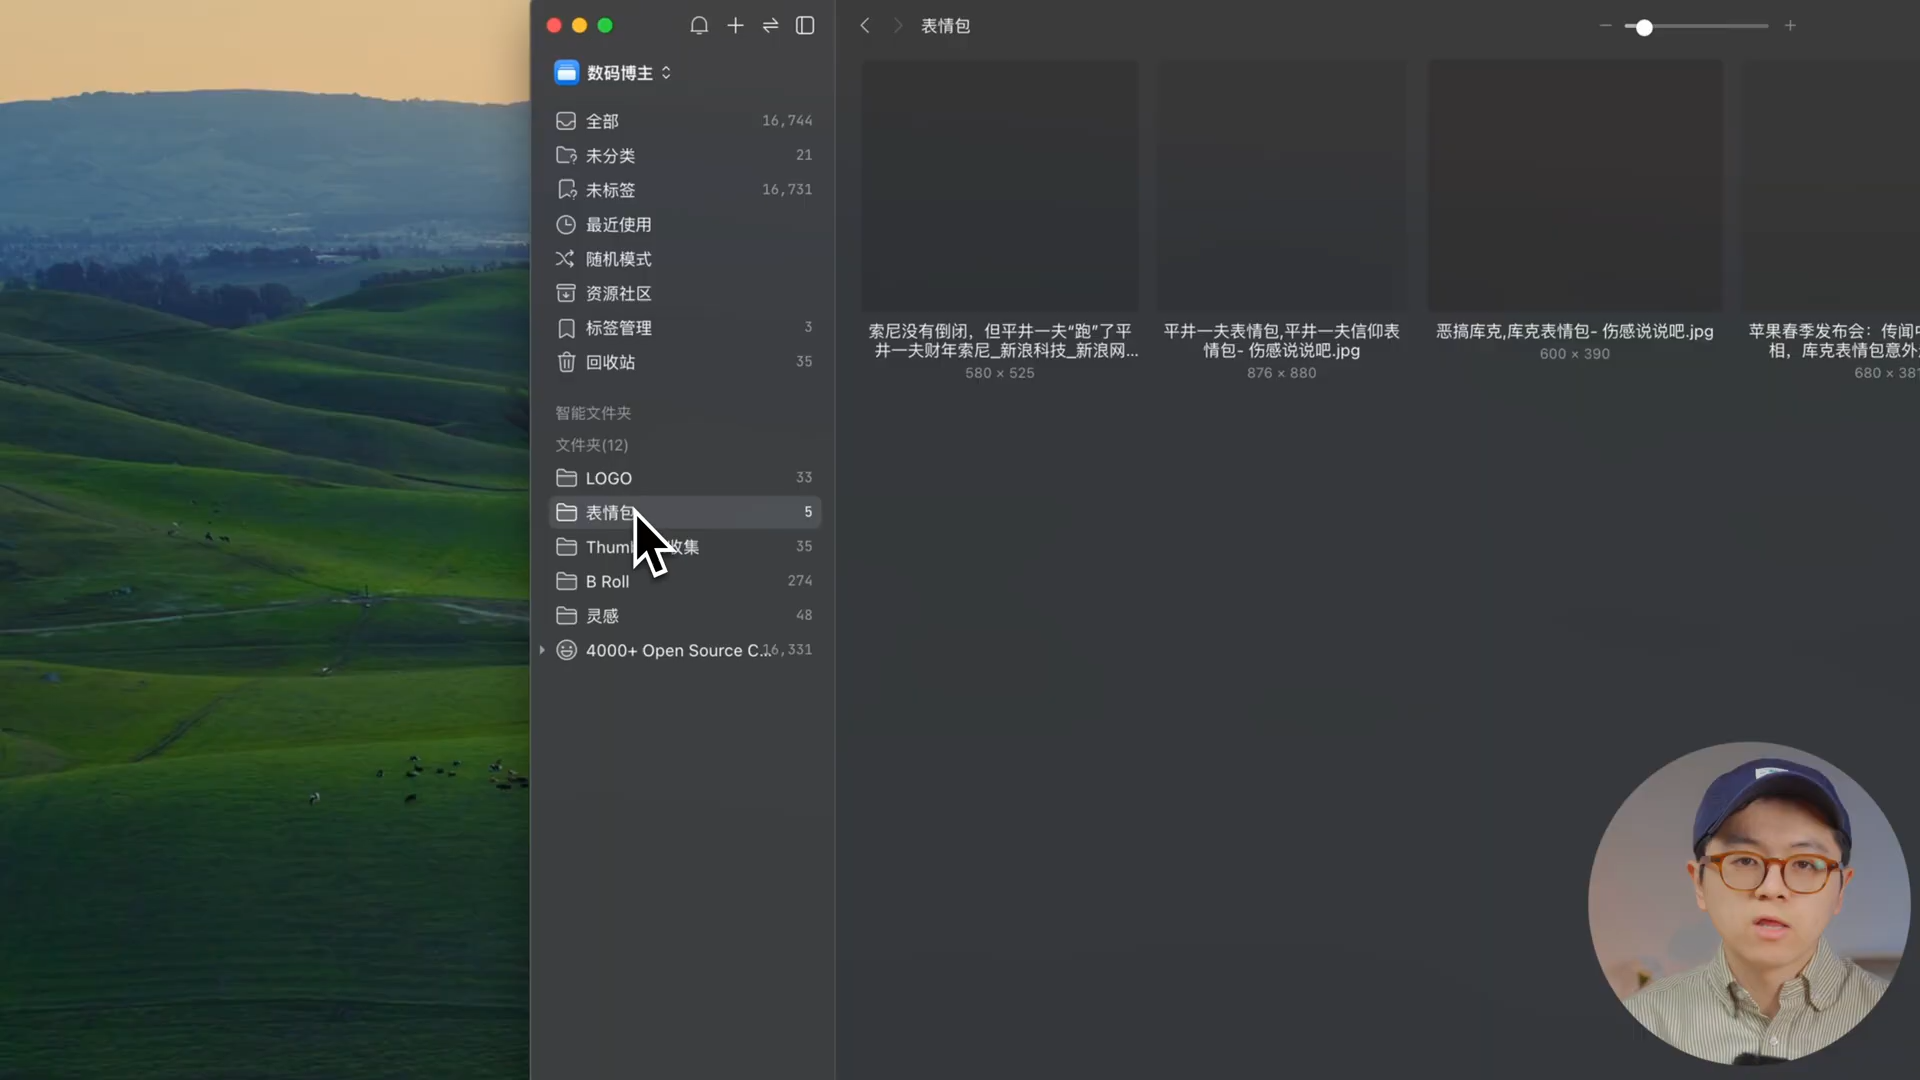 表情包
数码博主
全部 16,744
未分类 21
未标签 16,731
最近使用
随机模式
资源社区
标签管理 3
回收站 35
智能文件夹
文件夹(12)
LOGO 33
表情包 5
收集 35
B Roll 274
灵感 48
4000+ Open Source C... 16,331
索尼没有倒闭，但平井一夫“跑”了平
井一夫财年索尼_新浪科技_新浪网...
580 × 525
平井一夫表情包,平井一夫信仰表
情包- 伤感说说吧.jpg
876 × 880
恶搞库克,库克表情包- 伤感说说吧.jpg
600 × 390
苹果春季发布会：传闻
相，库克表情包意外
680 × 381